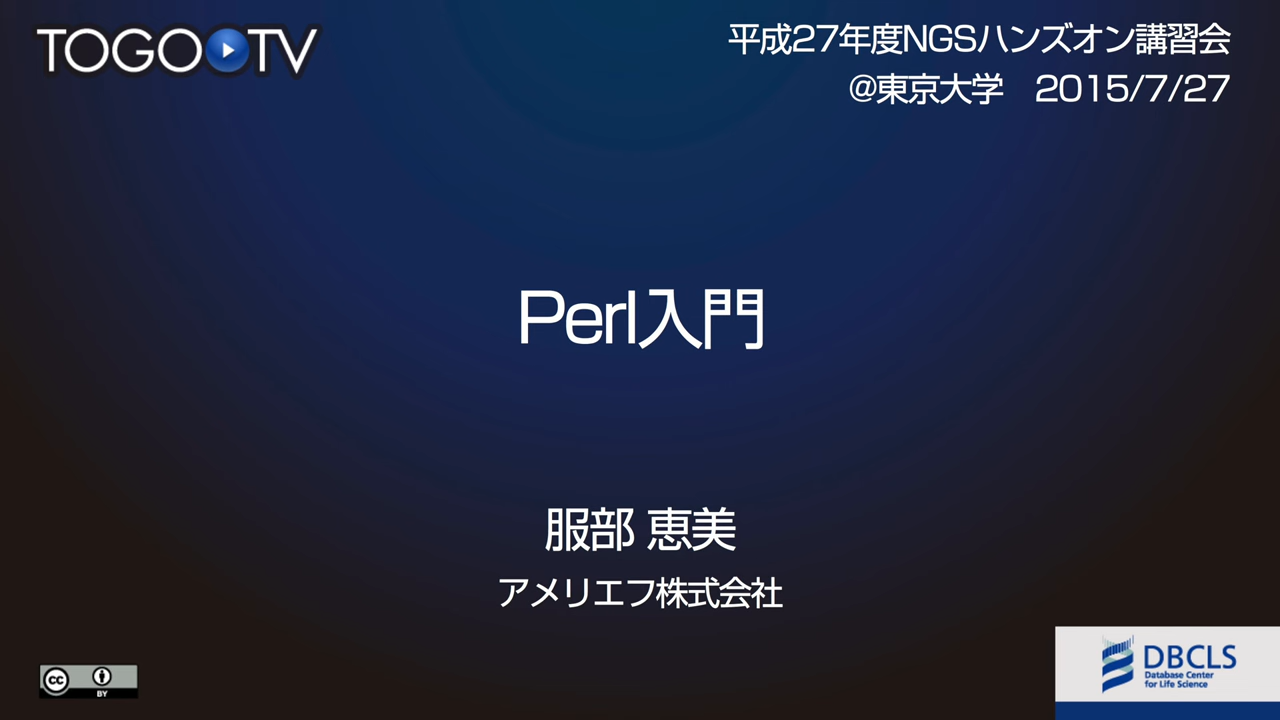 TOGO TV
平成27年度NGSハンズオン講習会
@東京大学　2015/7/27
Perl入門
服部 恵美
アメリエフ株式会社
cc
BY
DBCLS
Database Center
for Life Science